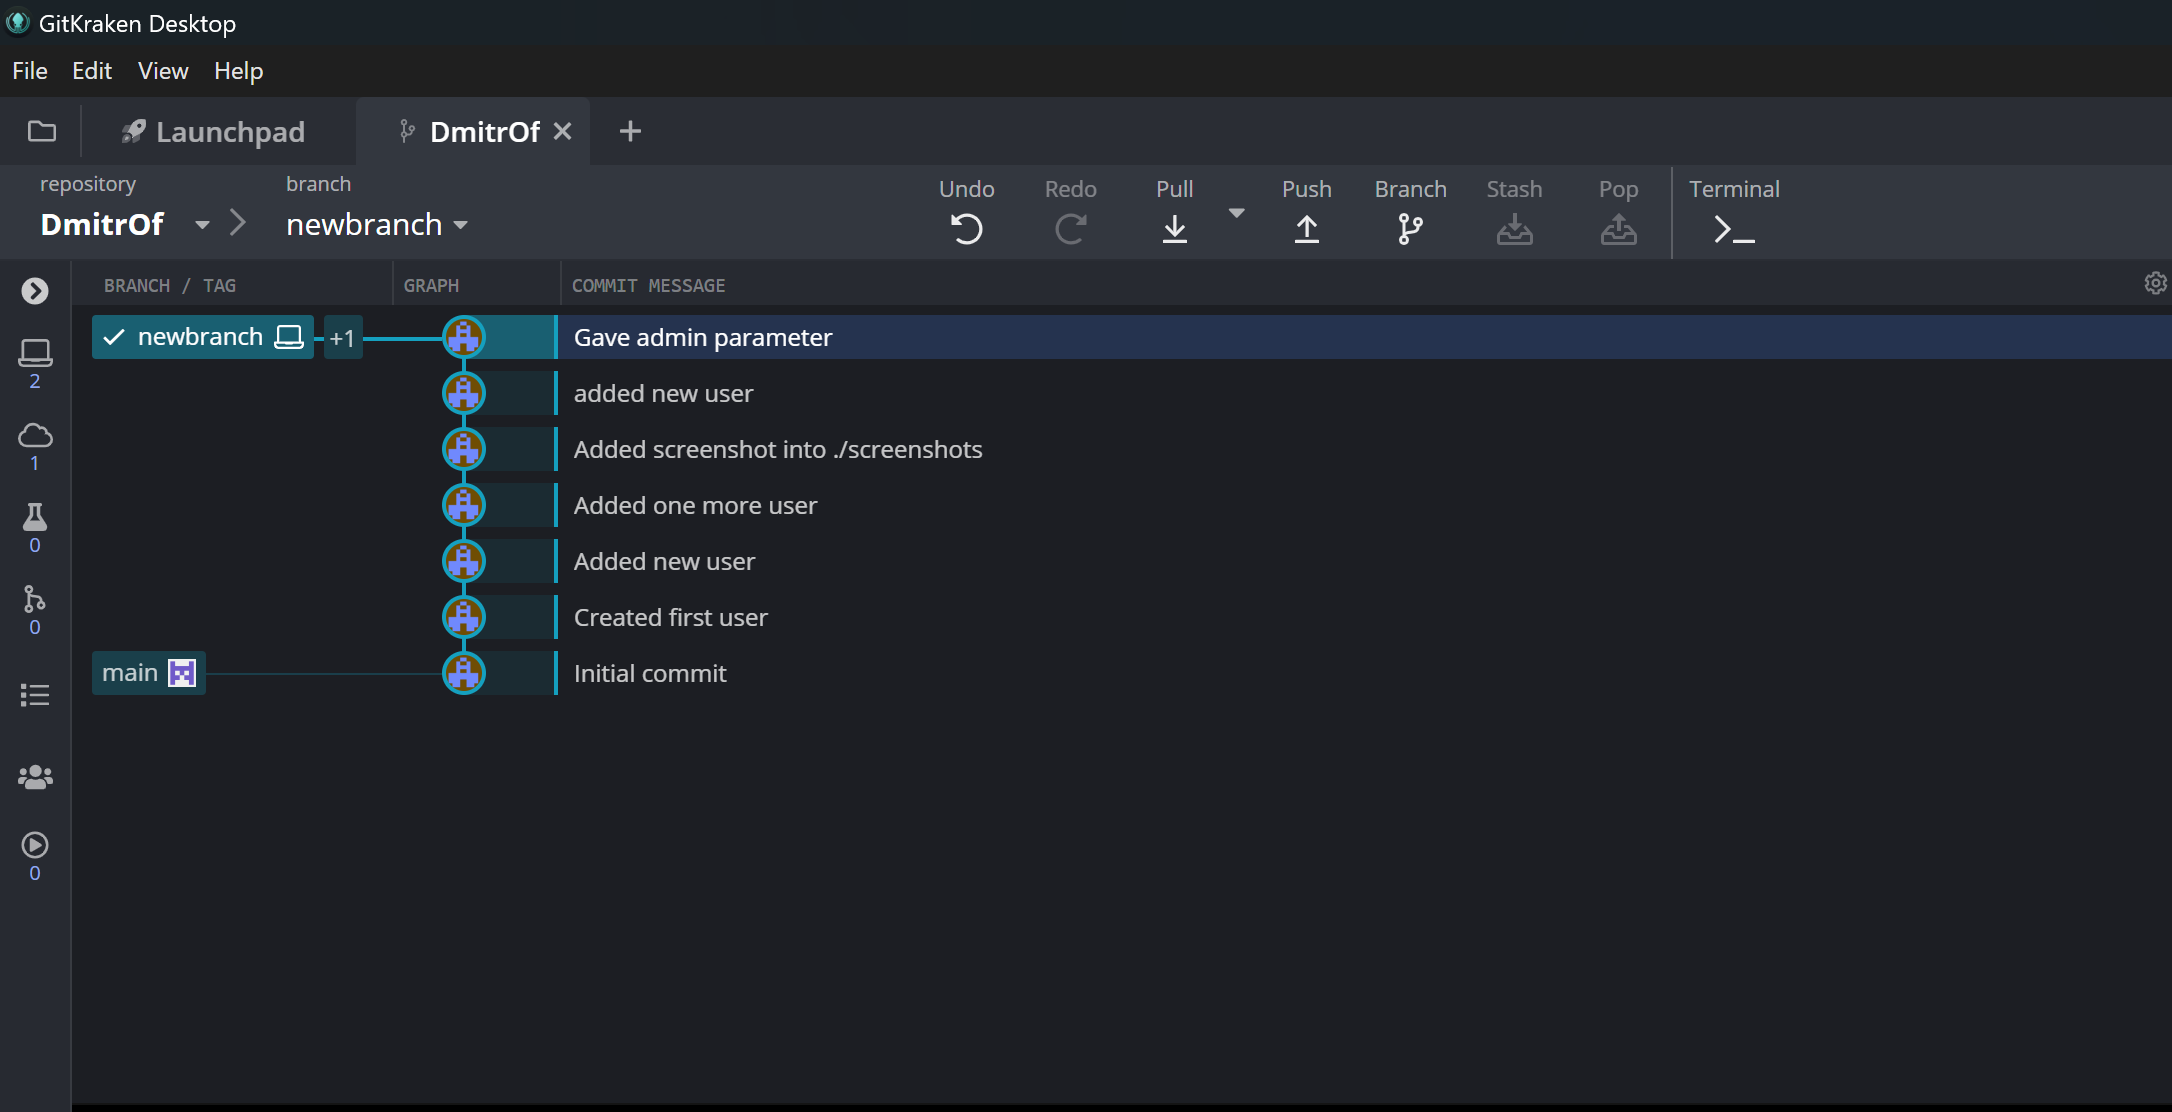 GitKraken Desktop
File Edit View Help
Launchpad DmitrOf
repository branch Undo Redo Pull Push Branch Stash Pop Terminal
DmitrOf newbranch
BRANCH / TAG GRAPH COMMIT MESSAGE
newbranch +1 Gave admin parameter
2
added new user
1
Added screenshot into ./screenshots
0
Added one more user
Added new user
0
Created first user
main Initial commit
0